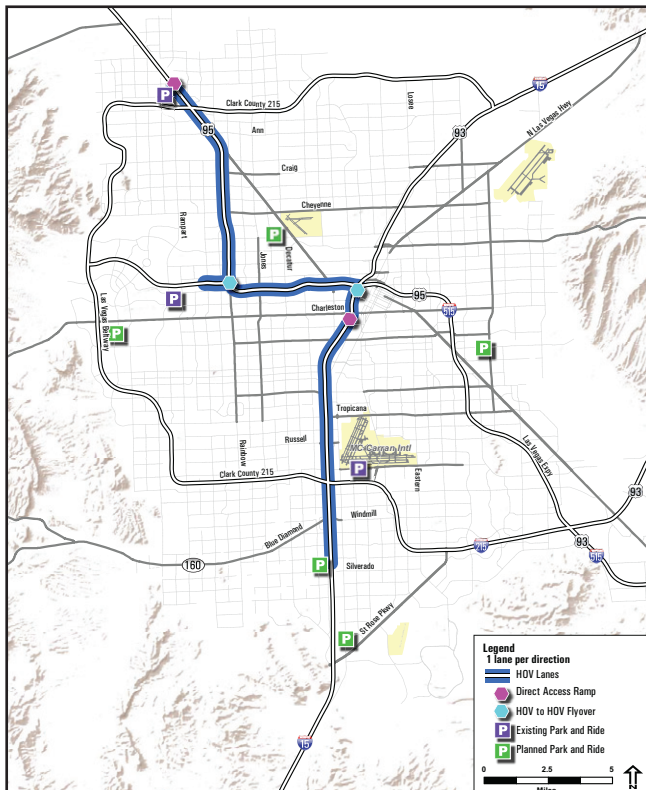 15
Clark County 215
Losee
93
N Las Vegas Hwy
95
Ann
Craig
Cheyenne
Rampart
Jones
Decatur
P
P
P
95
Charleston
515
Las Vegas Beltway
P
P
Tropicana
Russell
MC Carran Intl
Rainbow
P
Eastern
Las Vegas Expy
Clark County 215
93
Windmill
Blue Diamond
215
93
515
160
P
Silverado
P
St Rose Pkwy
15
Legend
1 lane per direction
HOV Lanes
Direct Access Ramp
HOV to HOV Flyover
P Existing Park and Ride
P Planned Park and Ride
0 2.5 5
Miles
N